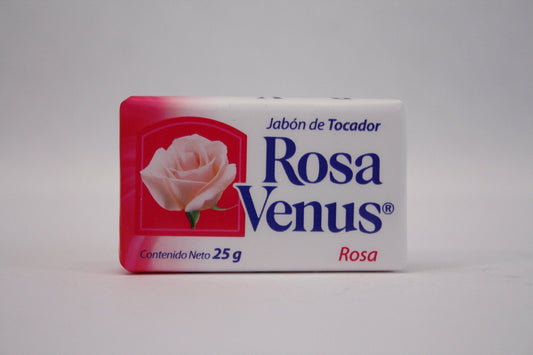 Jabón de Tocador
Rosa
Venus®
Contenido Neto 25 g
Rosa